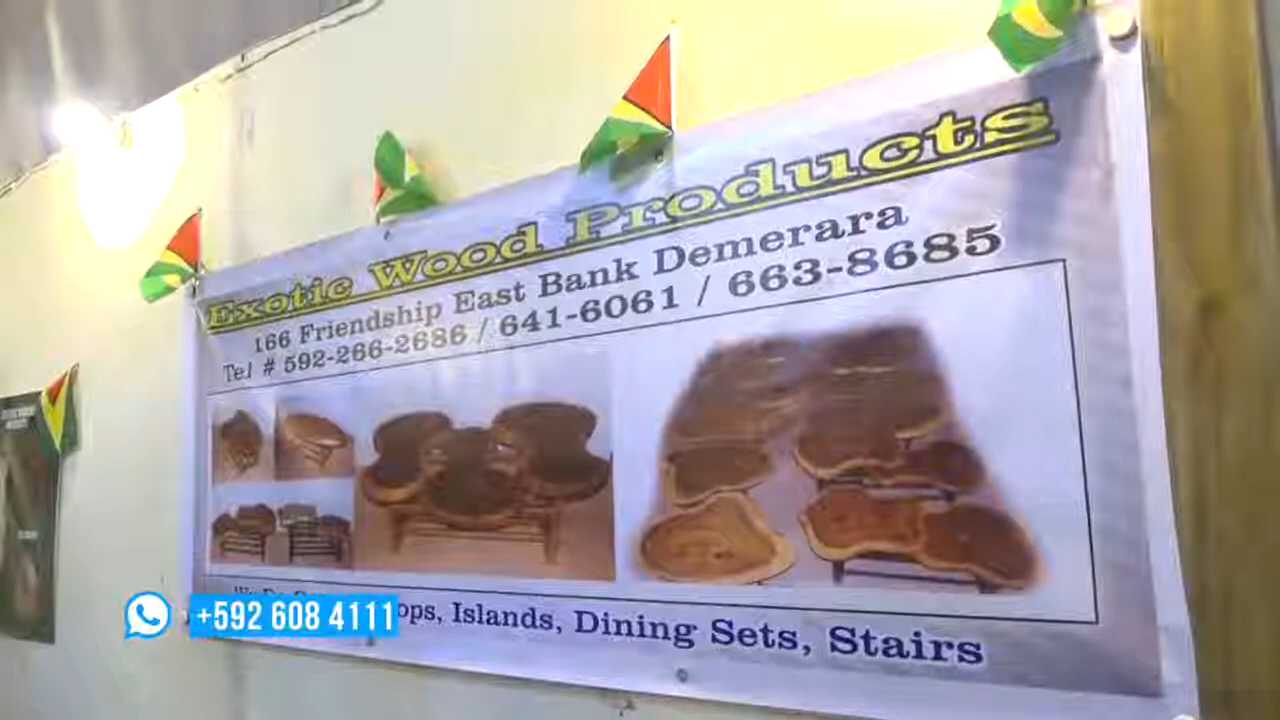 Exotic Wood Products
166 Friendship East Bank Demerara
Tel # 592-266-2686 / 641-6061 / 663-8685
Islands, Dining Sets, Stairs
+592 608 4111